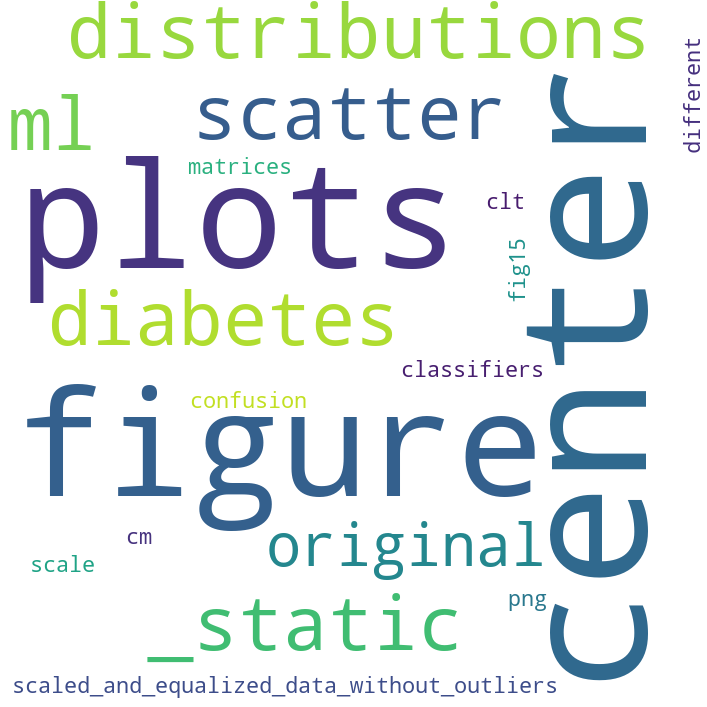 distributions
different
ml
scatter
center
matrices
plots
clt
fig15
diabetes
classifiers
confusion
figure
cm
original
scale
png
_static
scaled_and_equalized_data_without_outliers